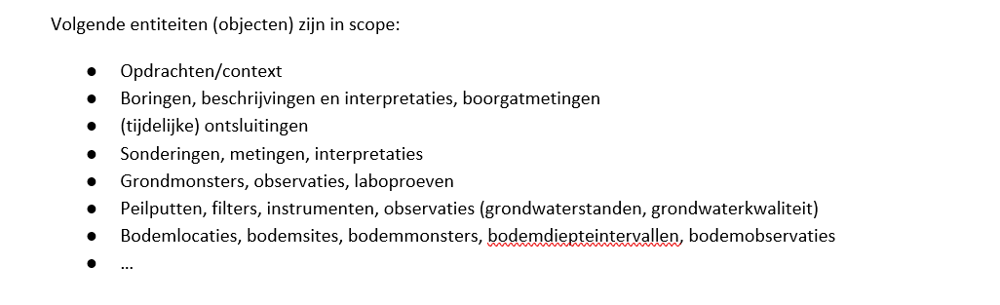 Volgende entiteiten (objecten) zijn in scope:
● Opdrachten/context
● Boringen, beschrijvingen en interpretaties, boorgatmetingen
● (tijdelijke) ontsluitingen
● Sonderingen, metingen, interpretaties
● Grondmonsters, observaties, laboproeven
● Peilputten, filters, instrumenten, observaties (grondwaterstanden, grondwaterkwaliteit)
● Bodemlocaties, bodemsites, bodemmonsters, bodemdiepteintervallen, bodemobservaties
● ...